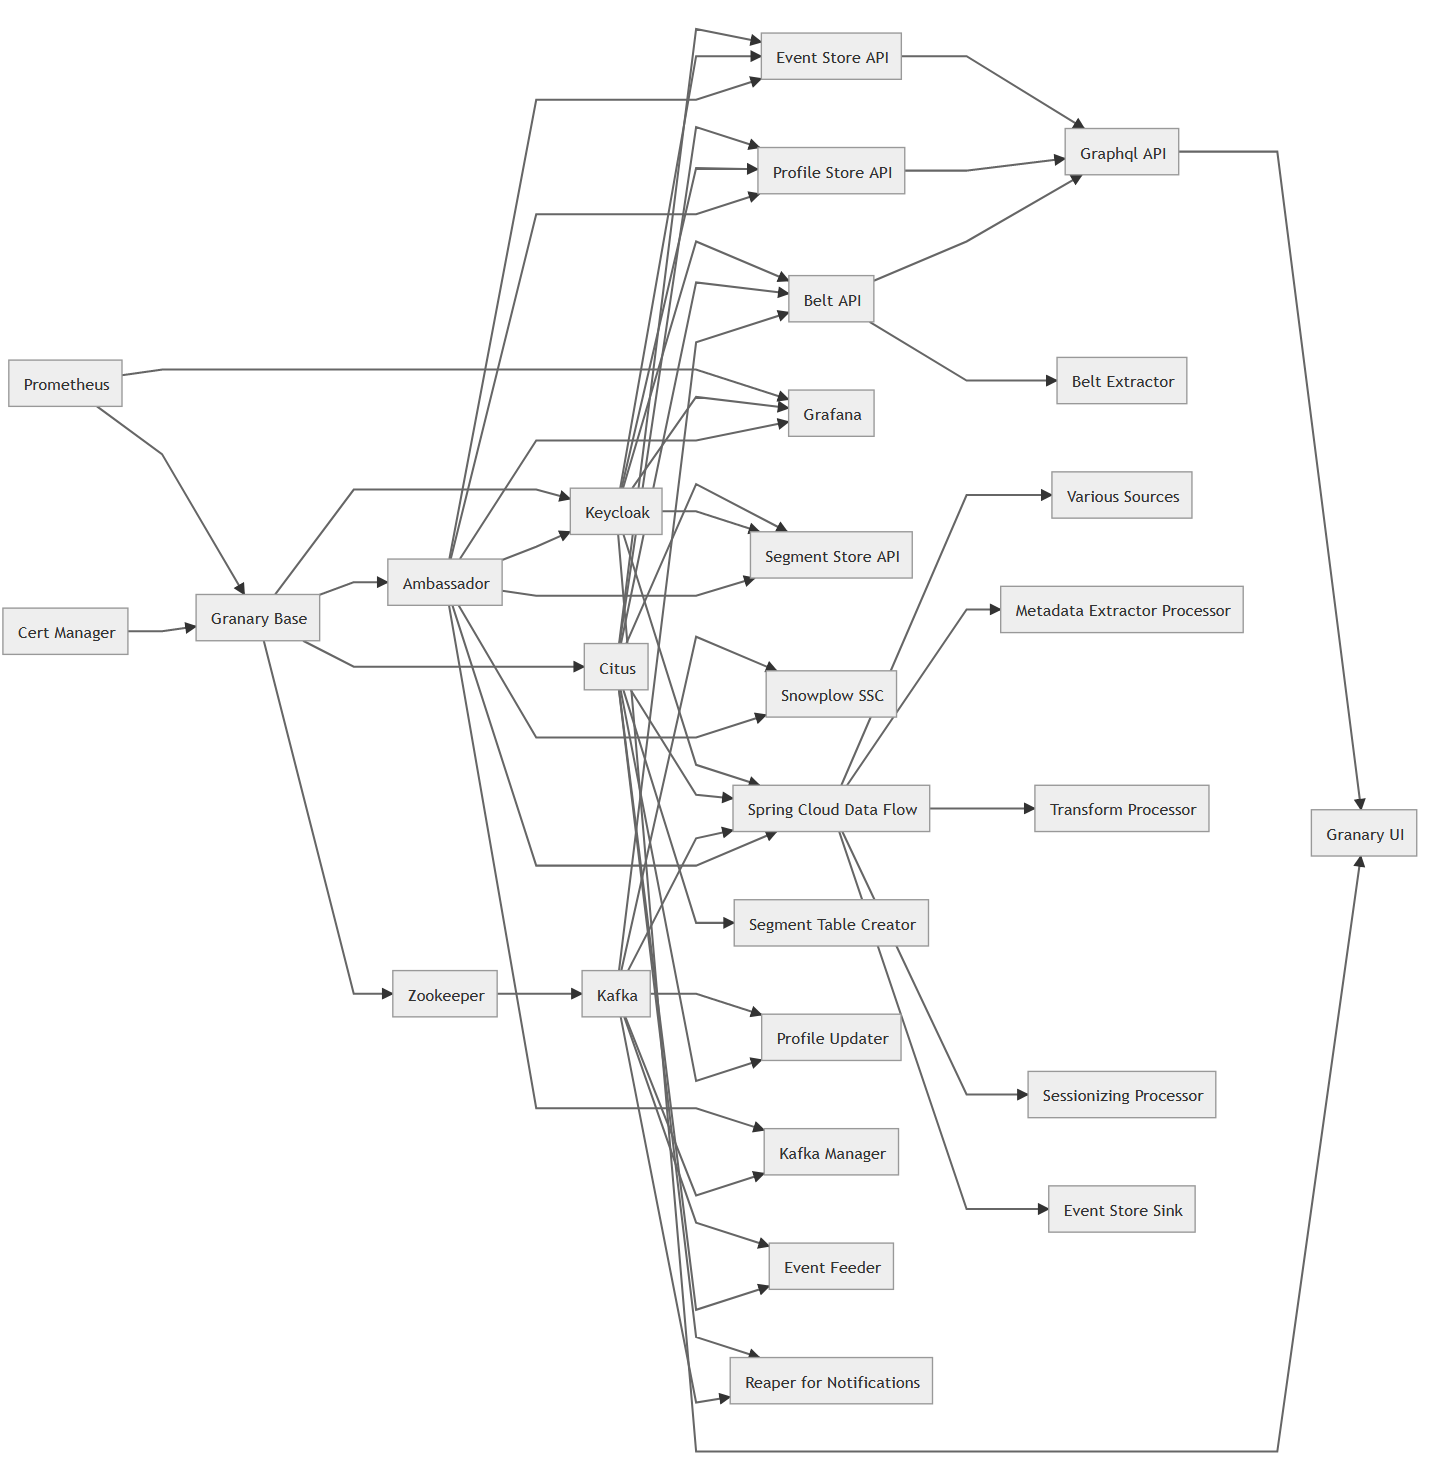 Event Store API
Graphql API
Profile Store API
Belt API
Prometheus
Belt Extractor
Grafana
Various Sources
Keycloak
Segment Store API
Ambassador
Metadata Extractor Processor
Granary Base
Cert Manager
Citus
Snowplow SSC
Spring Cloud Data Flow
Transform Processor
Granary UI
Segment Table Creator
Zookeeper
Kafka
Profile Updater
Sessionizing Processor
Kafka Manager
Event Store Sink
Event Feeder
Reaper for Notifications